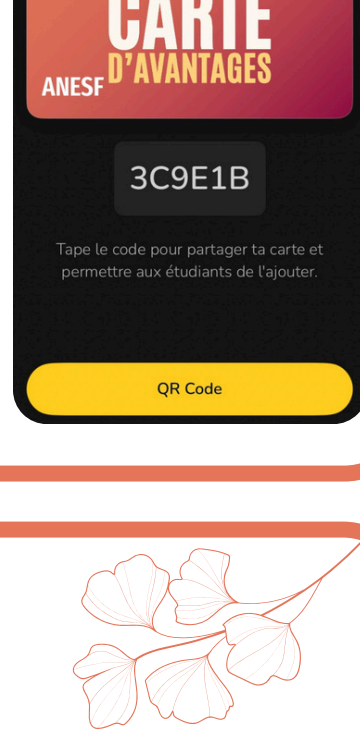 CARTE
D'AVANTAGES
ANESF
3C9E1B
Tape le code pour partager ta carte et
permettre aux étudiants de l'ajouter.
QR Code